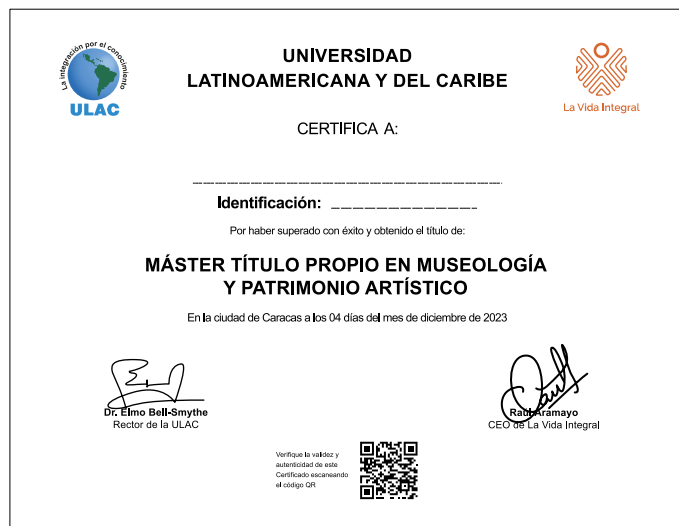 La integración por el conocimiento
ULAC
UNIVERSIDAD
LATINOAMERICANA Y DEL CARIBE
La Vida Integral
CERTIFICA A:
Identificación:
Por haber superado con éxito y obtenido el título de:
MÁSTER TÍTULO PROPIO EN MUSEOLOGÍA
Y PATRIMONIO ARTÍSTICO
En la ciudad de Caracas a los 04 días del mes de diciembre de 2023
Dr. Elmo Bell-Smythe
Rector de la ULAC
Raúl Aramayo
CEO de La Vida Integral
Verifique la validez y
autenticidad de este
Certificado escaneando
el código QR